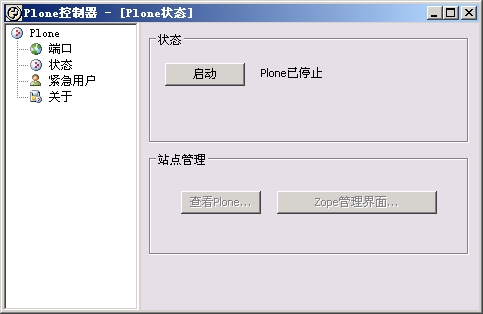 Plone控制器 - [Plone状态]
Plone
端口
状态
紧急用户
关于
状态
启动
Plone已停止
站点管理
查看Plone...
Zope管理界面...